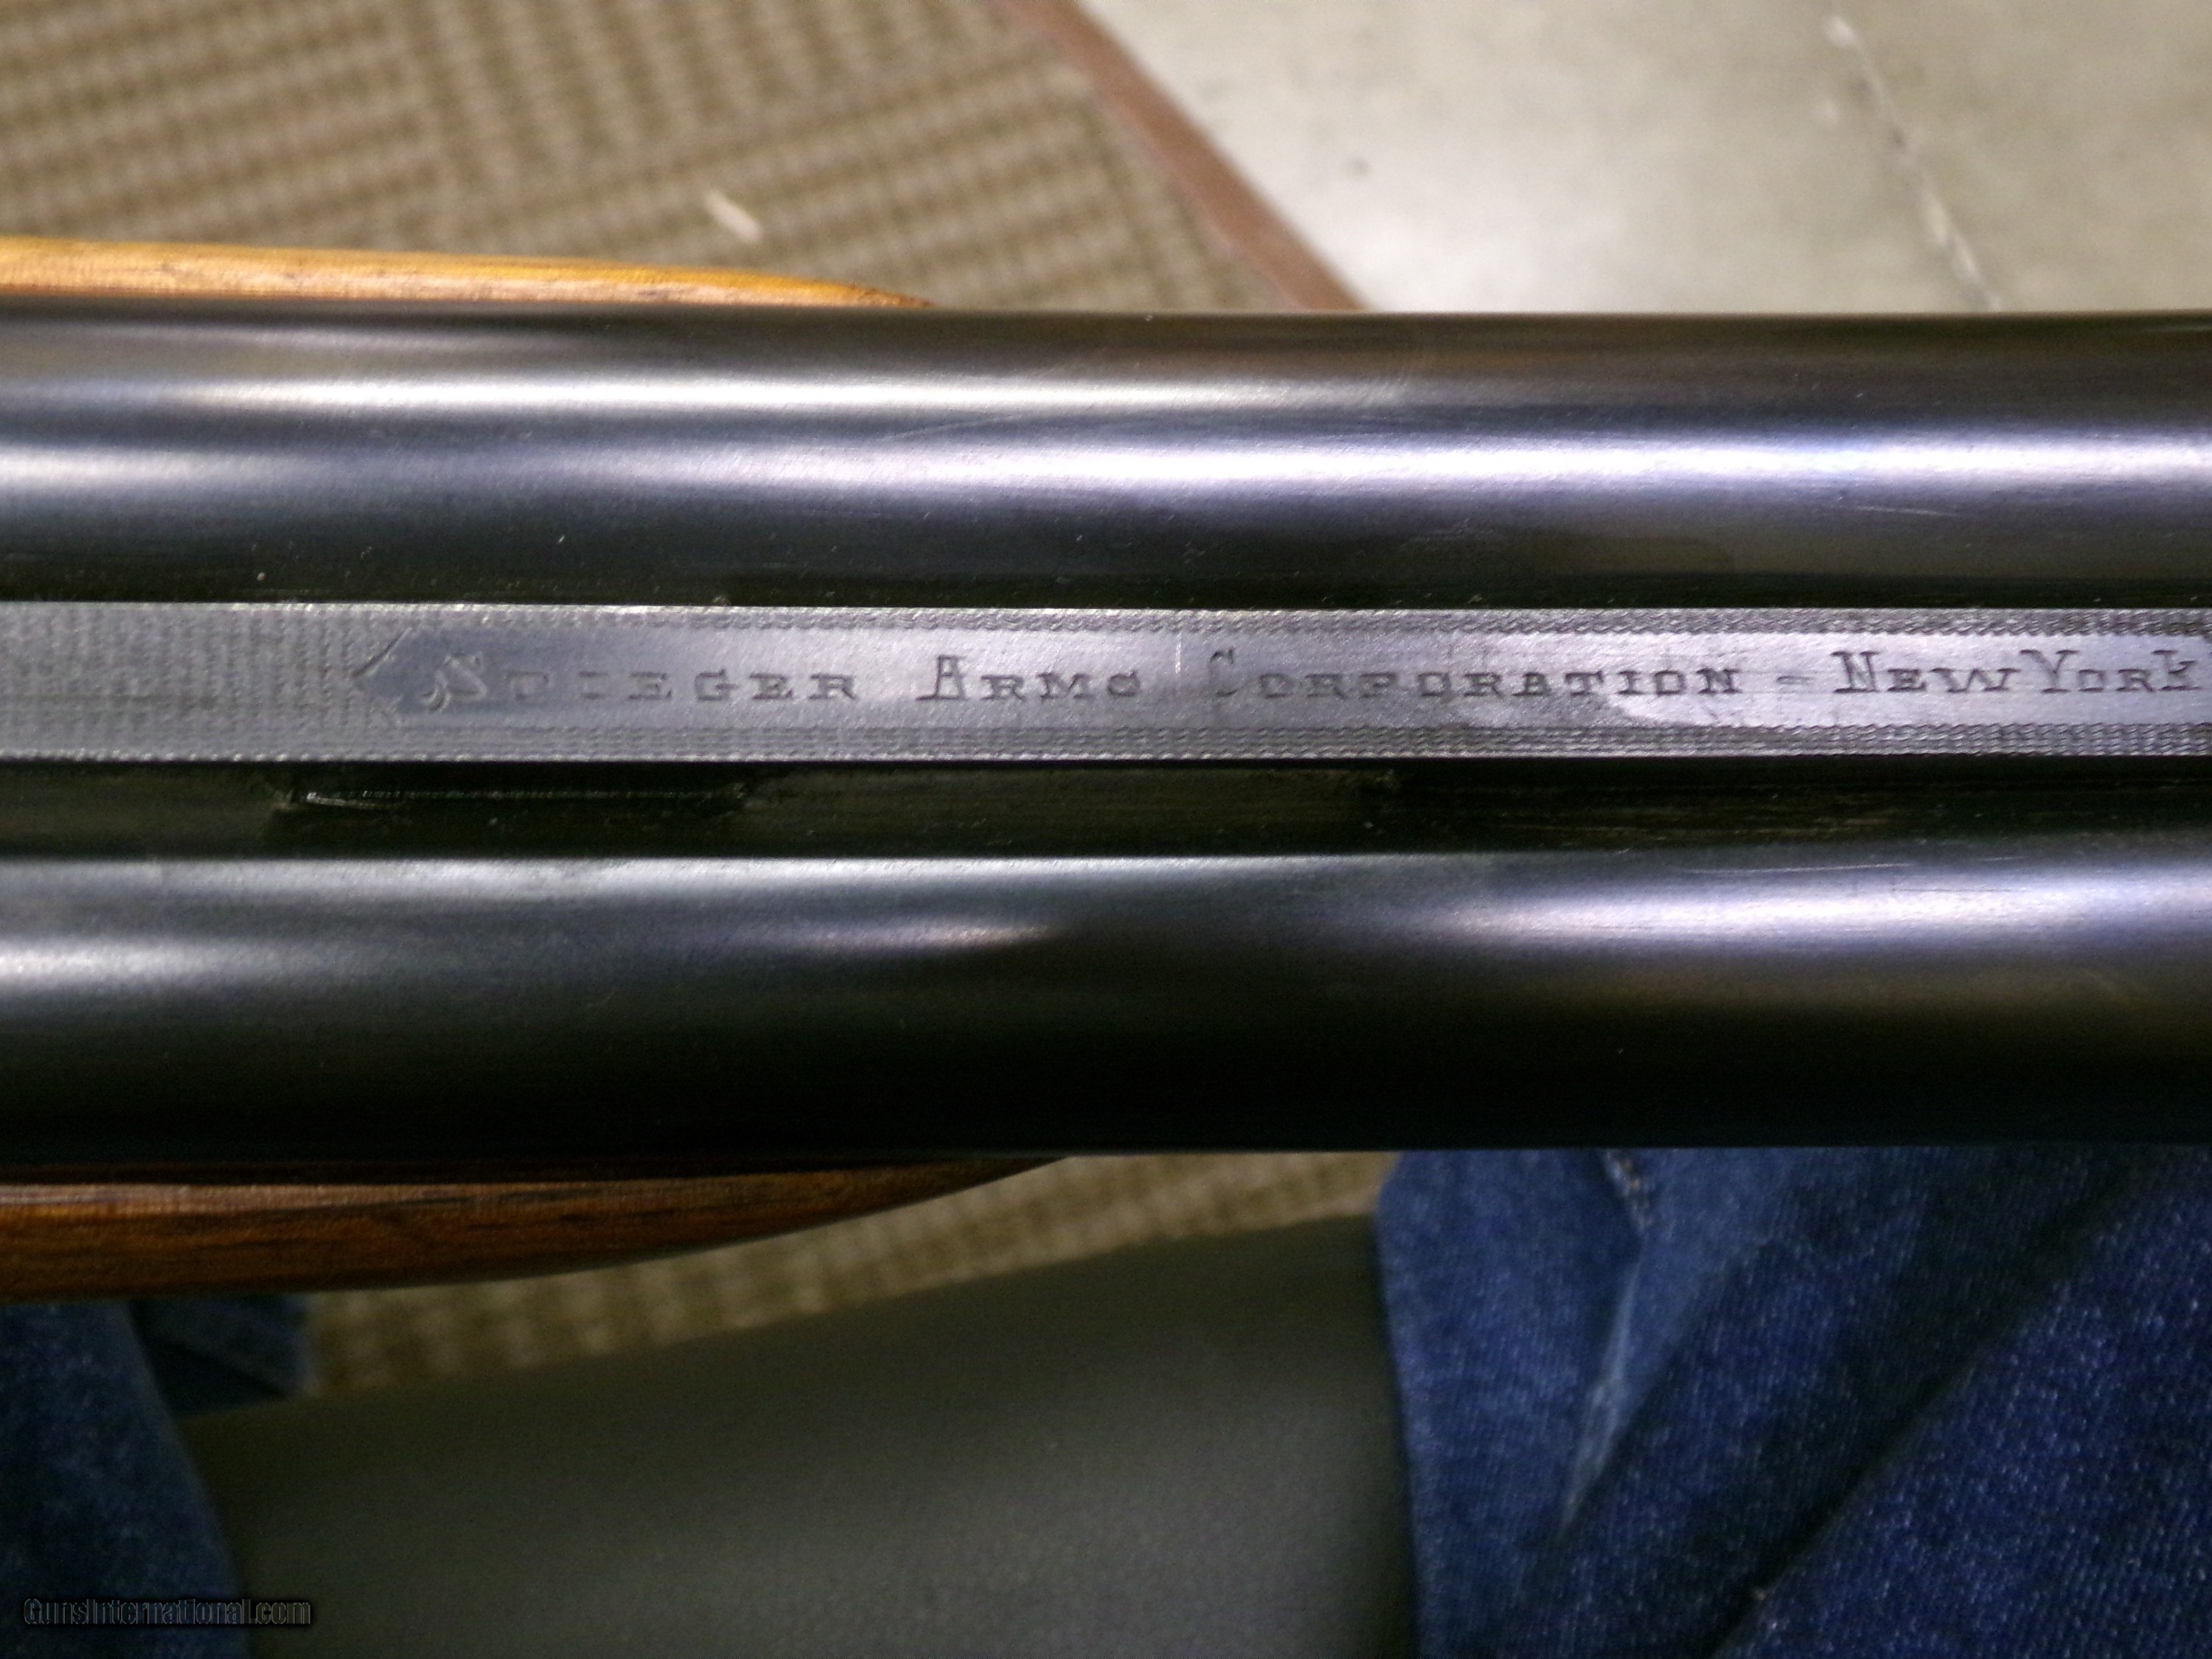 Stoeger Arms Corporation - New York
GunsInternational.com